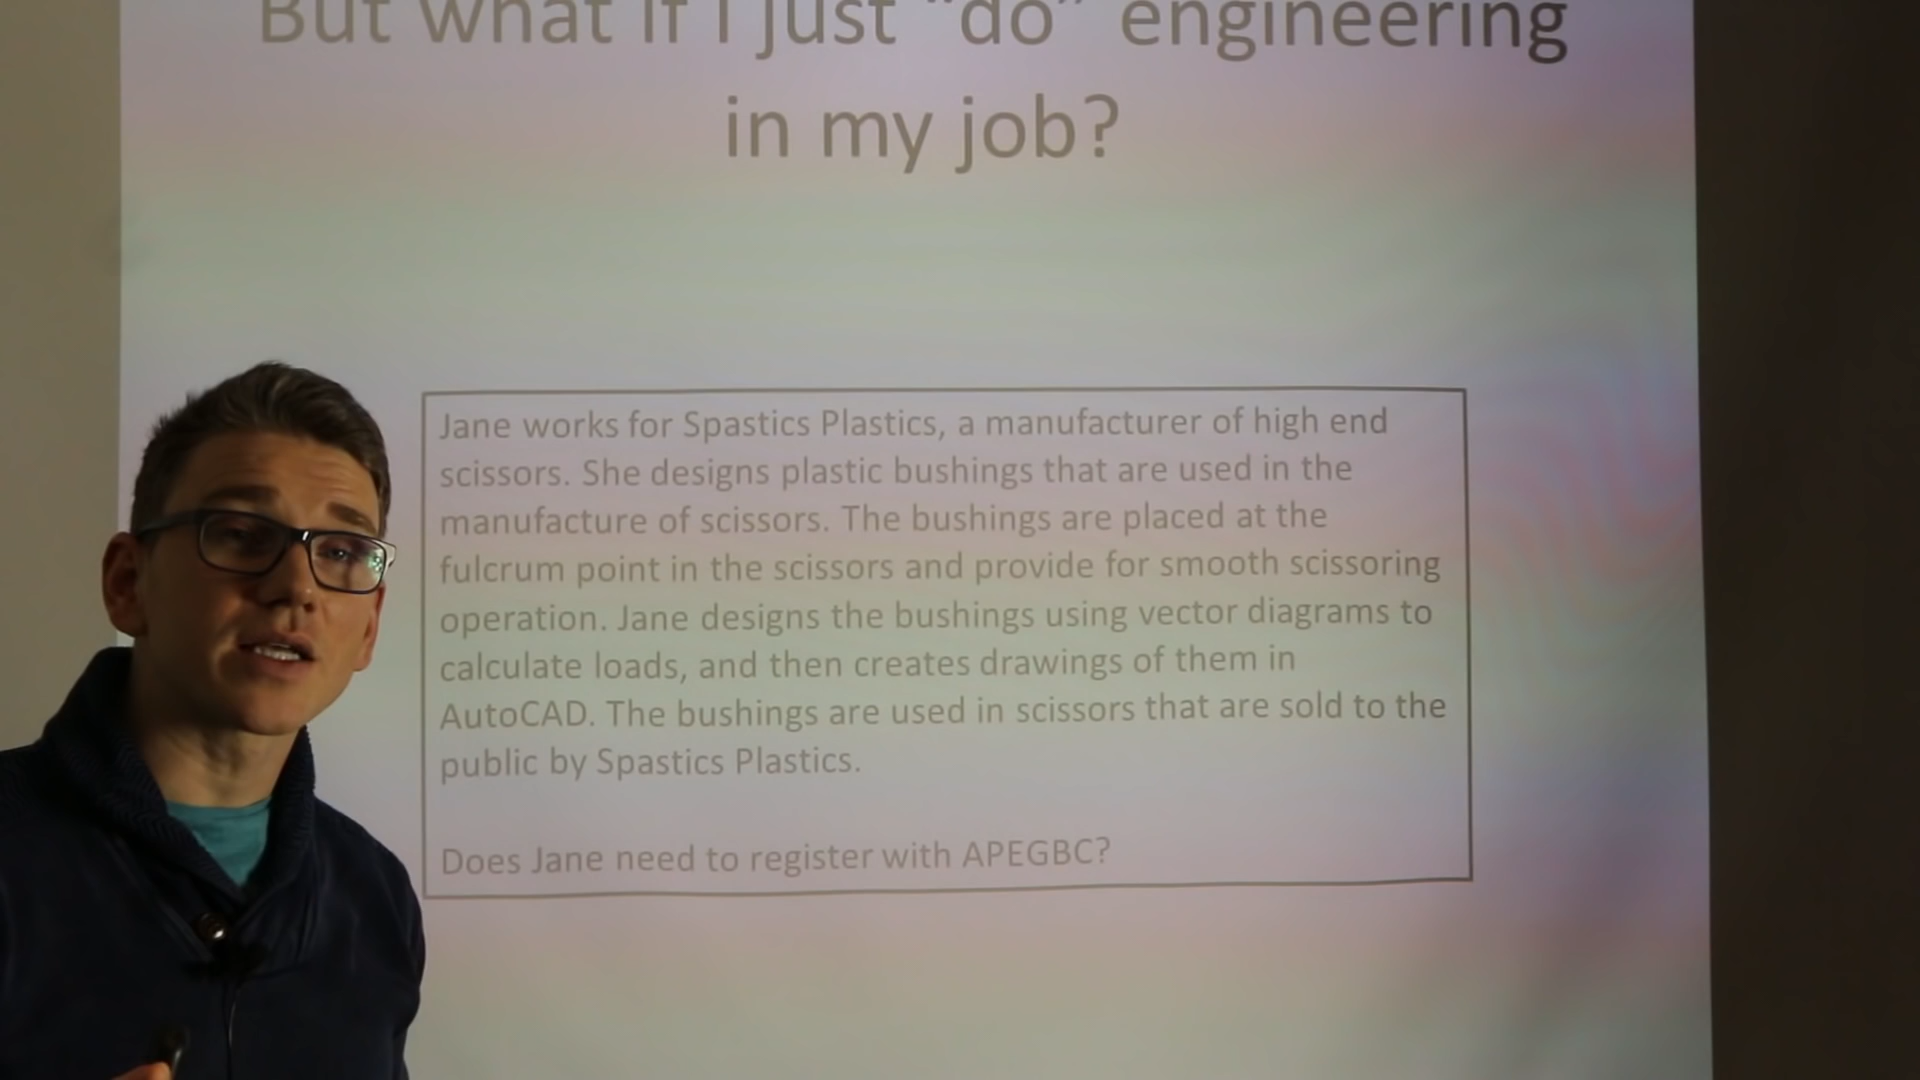 But what if I just "do" engineering
in my job?
Jane works for Spastics Plastics, a manufacturer of high end
scissors. She designs plastic bushings that are used in the
manufacture of scissors. The bushings are placed at the
fulcrum point in the scissors and provide for smooth scissoring
operation. Jane designs the bushings using vector diagrams to
calculate loads, and then creates drawings of them in
AutoCAD. The bushings are used in scissors that are sold to the
public by Spastics Plastics.
Does Jane need to register with APEGBC?